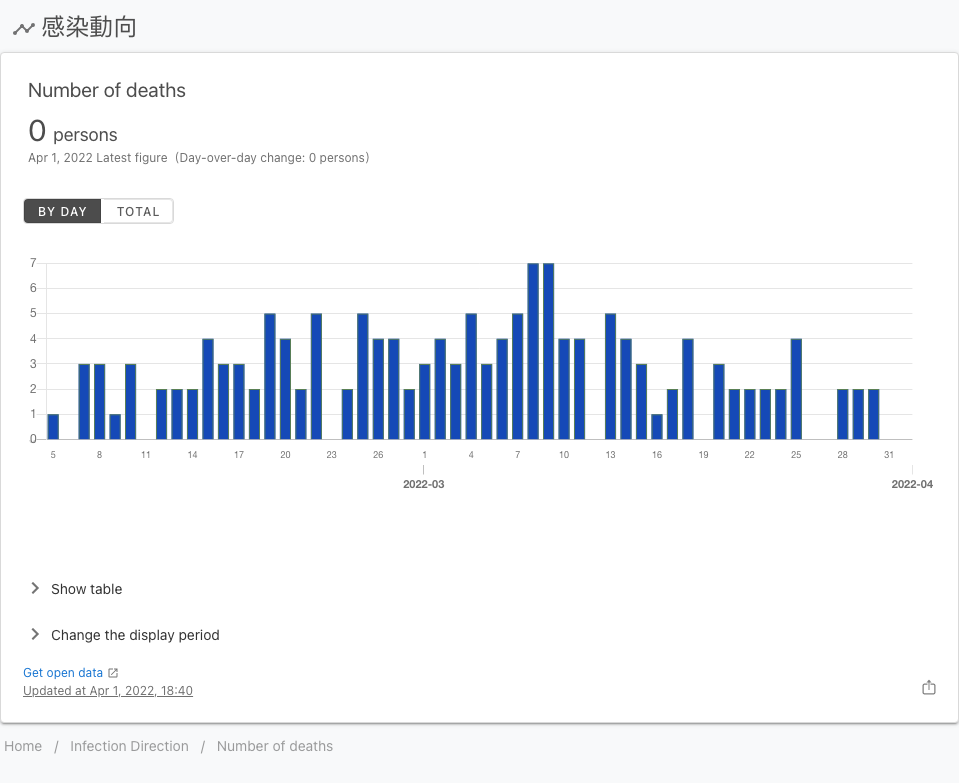 感染動向
Number of deaths
0 persons
Apr 1, 2022 Latest figure (Day-over-day change: 0 persons)
BY DAY TOTAL
7
6
5
4
3
2
1
0
5 8 11 14 17 20 23 26 1 4 7 10 13 16 19 22 25 28 31
2022-03 2022-04
Show table
Change the display period
Get open data
Updated at Apr 1, 2022, 18:40
Home / Infection Direction / Number of deaths